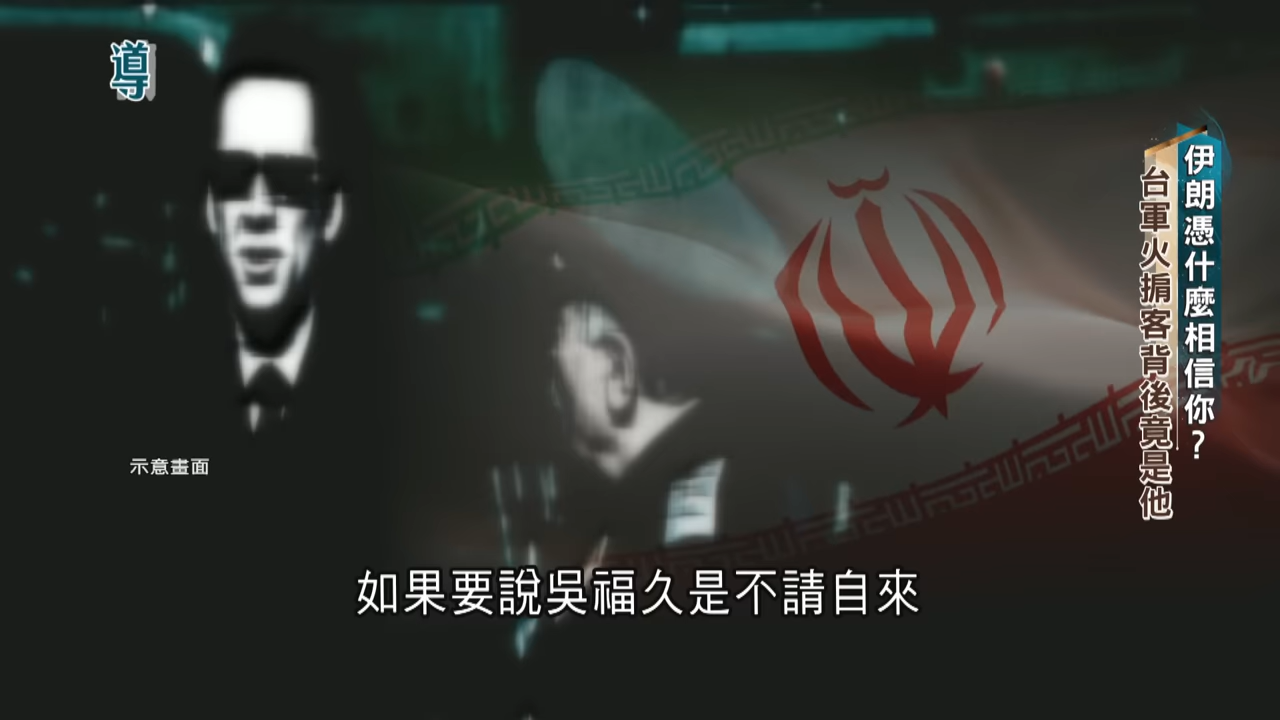 導
伊朗憑什麼相信你?
台軍火掮客背後竟是他
示意畫面
如果要說吳福久是不請自來